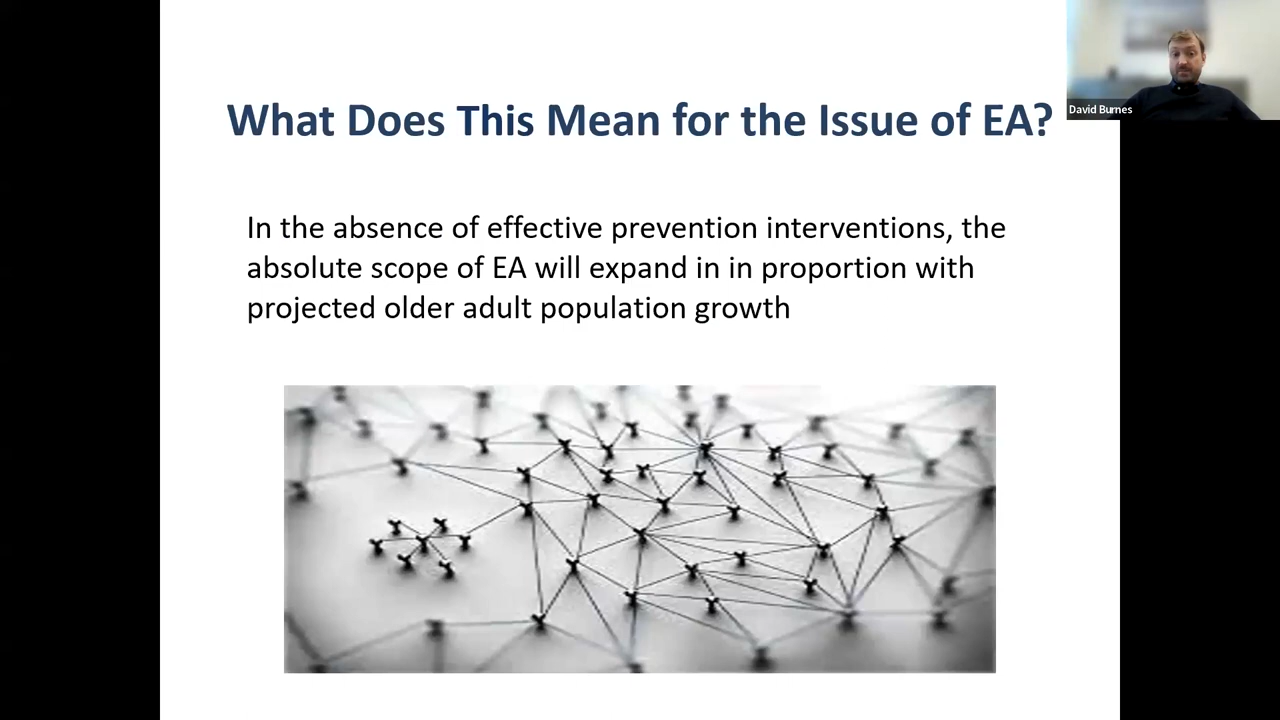 What Does This Mean for the Issue of EA?
David Burnes
In the absence of effective prevention interventions, the
absolute scope of EA will expand in in proportion with
projected older adult population growth